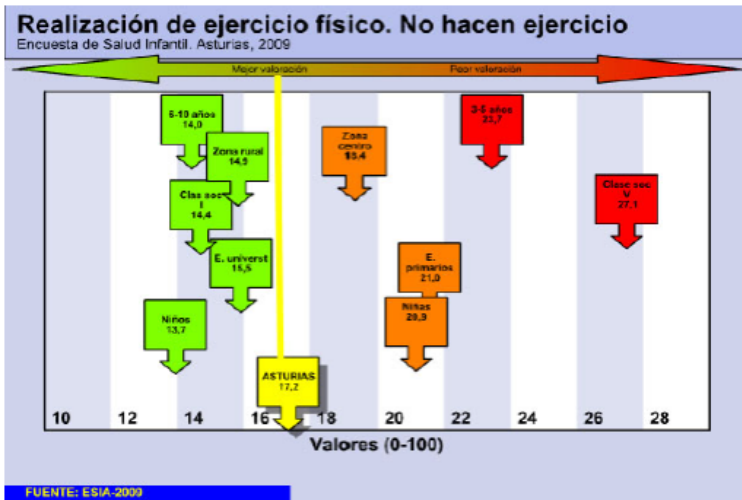 Realización de ejercicio físico. No hacen ejercicio
Encuesta de Salud Infantil. Asturias, 2009
Mejor valoración
Peor valoración
6-10 años
14,0
Zona rural
14,9
Clas soc
I
14,4
E. universt
15,5
Niños
13,7
ASTURIAS
17,2
Zona
centro
18,4
3-5 años
23,7
Clase soc
V
27,1
E.
primarios
21,0
Niñas
20,9
10 12 14 16 18 20 22 24 26 28
Valores (0-100)
FUENTE: ESIA-2009